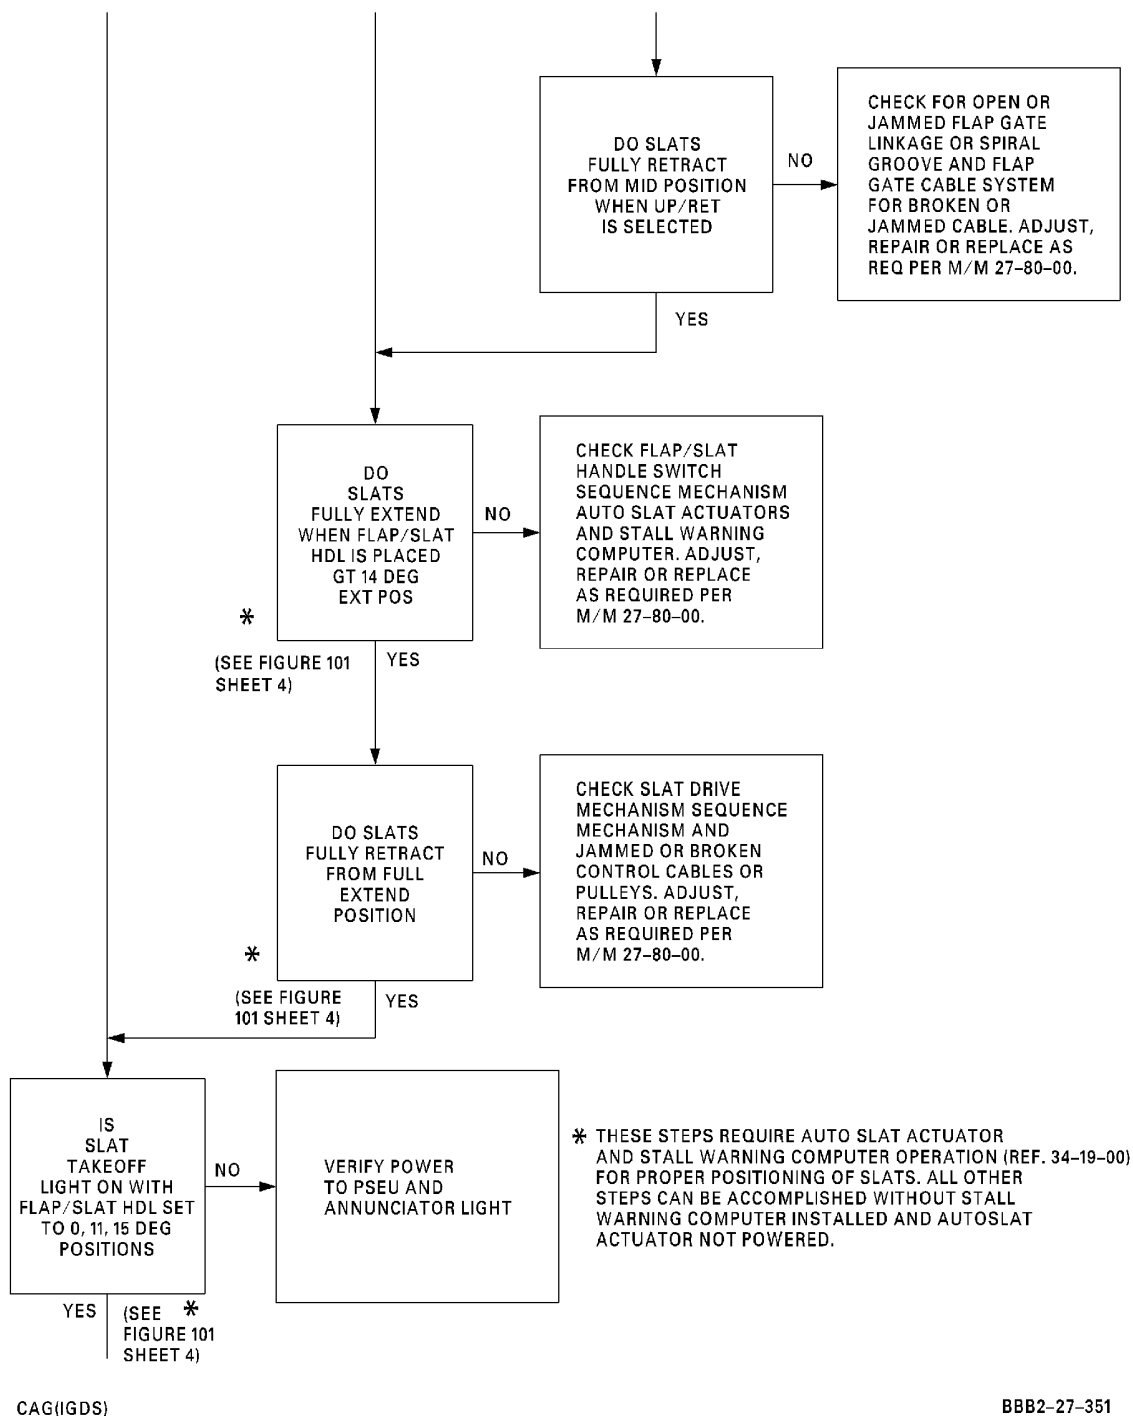 DO SLATS
FULLY RETRACT
FROM MID POSITION
WHEN UP/RET
IS SELECTED
NO
CHECK FOR OPEN OR
JAMMED FLAP GATE
LINKAGE OR SPIRAL
GROOVE AND FLAP
GATE CABLE SYSTEM
FOR BROKEN OR
JAMMED CABLE. ADJUST,
REPAIR OR REPLACE AS
REQ PER M/M 27–80–00.
YES
DO
SLATS
FULLY EXTEND
WHEN FLAP/SLAT
HDL IS PLACED
GT 14 DEG
EXT POS
NO
CHECK FLAP/SLAT
HANDLE SWITCH
SEQUENCE MECHANISM
AUTO SLAT ACTUATORS
AND STALL WARNING
COMPUTER. ADJUST,
REPAIR OR REPLACE
AS REQUIRED PER
M/M 27–80–00.
*
(SEE FIGURE 101
SHEET 4)
YES
DO SLATS
FULLY RETRACT
FROM FULL
EXTEND
POSITION
NO
CHECK SLAT DRIVE
MECHANISM SEQUENCE
MECHANISM AND
JAMMED OR BROKEN
CONTROL CABLES OR
PULLEYS. ADJUST,
REPAIR OR REPLACE
AS REQUIRED PER
M/M 27–80–00.
*
(SEE FIGURE
101 SHEET 4)
YES
IS
SLAT
TAKEOFF
LIGHT ON WITH
FLAP/SLAT HDL SET
TO 0, 11, 15 DEG
POSITIONS
NO
VERIFY POWER
TO PSEU AND
ANNUNCIATOR LIGHT
* THESE STEPS REQUIRE AUTO SLAT ACTUATOR
AND STALL WARNING COMPUTER OPERATION (REF. 34–19–00)
FOR PROPER POSITIONING OF SLATS. ALL OTHER
STEPS CAN BE ACCOMPLISHED WITHOUT STALL
WARNING COMPUTER INSTALLED AND AUTOSLAT
ACTUATOR NOT POWERED.
YES
(SEE *
FIGURE 101
SHEET 4)
CAG(IGDS)
BBB2–27–351